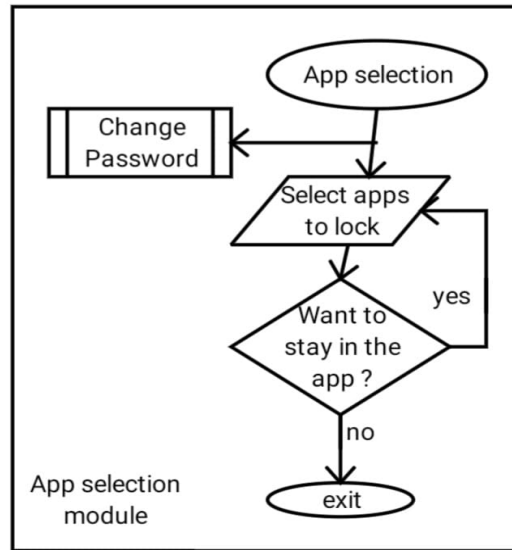 App selection
Change
Password
Select apps
to lock
yes
Want to
stay in the
app ?
no
exit
App selection
module